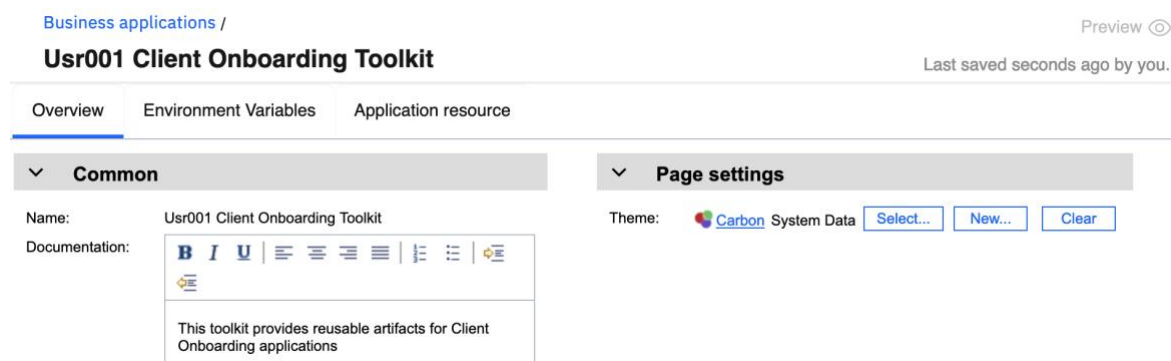 Business applications /
Preview
Usr001 Client Onboarding Toolkit
Last saved seconds ago by you.
Overview Environment Variables Application resource
Common
Page settings
Name: Usr001 Client Onboarding Toolkit
Theme: Carbon System Data Select... New... Clear
Documentation:
B I U
This toolkit provides reusable artifacts for Client
Onboarding applications